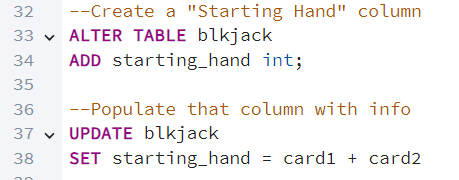 32 --Create a "Starting Hand" column
33 ALTER TABLE blkjack
34 ADD starting_hand int;
35
36 --Populate that column with info
37 UPDATE blkjack
38 SET starting_hand = card1 + card2